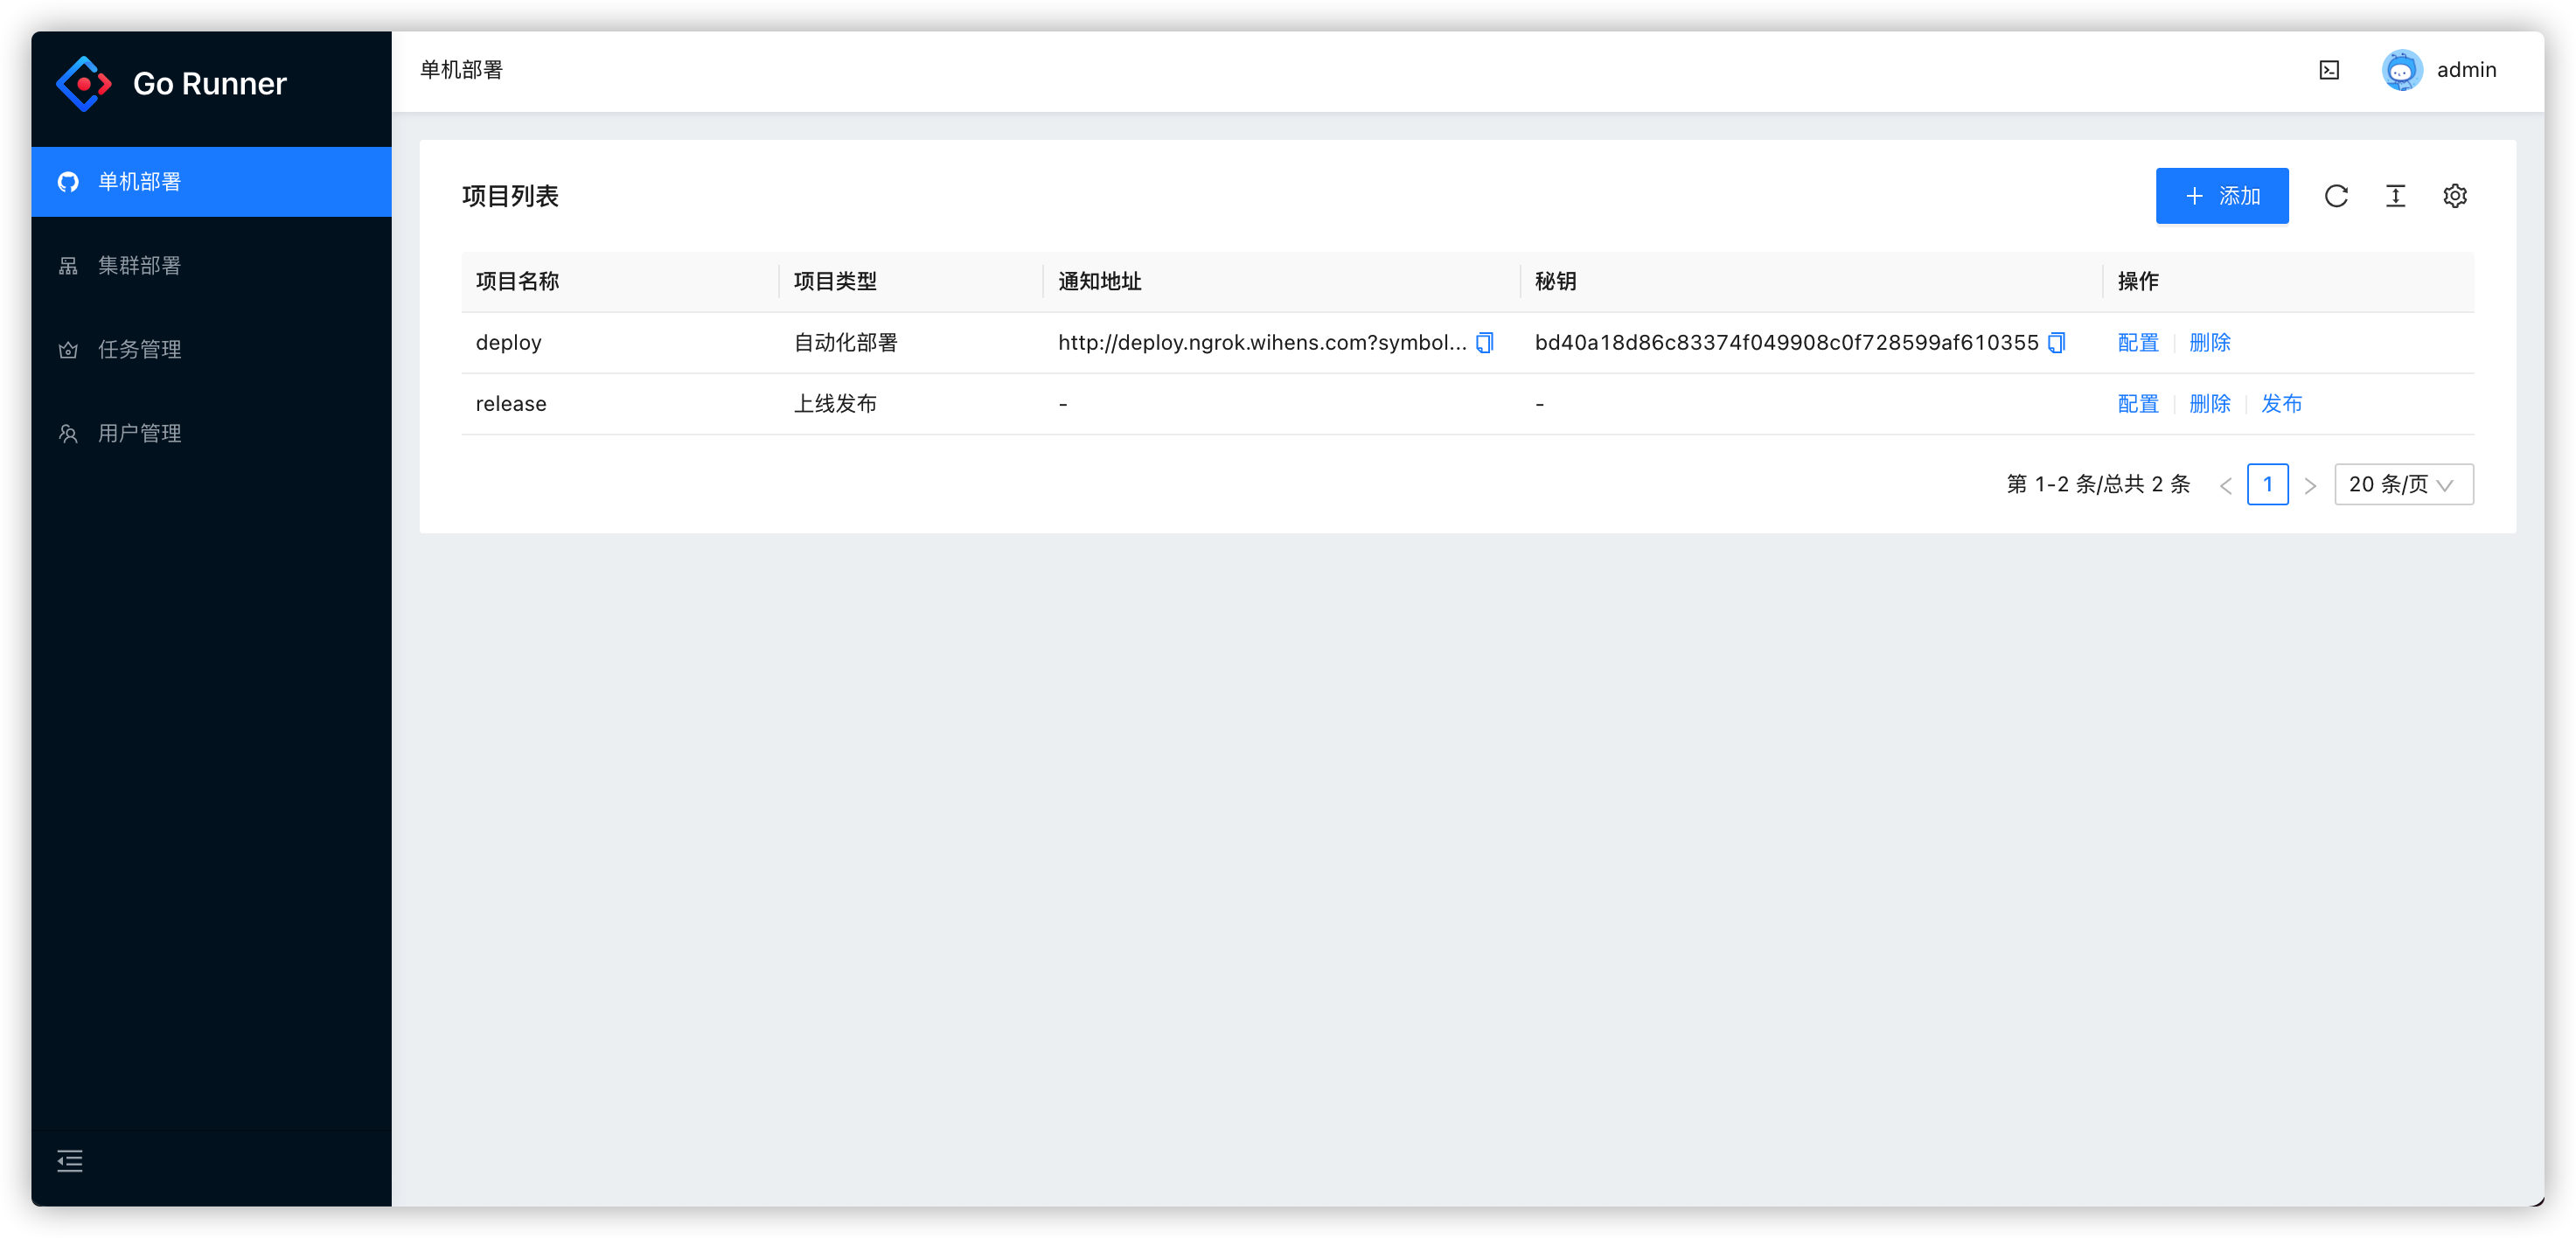 Go Runner
单机部署
admin
单机部署
集群部署
任务管理
用户管理
项目列表
添加
项目名称 项目类型 通知地址 秘钥 操作
deploy 自动化部署 http://deploy.ngrok.wihens.com?symbol... bd40a18d86c83374f049908c0f728599af610355 配置 删除
release 上线发布 - - 配置 删除 发布
第 1-2 条/总共 2 条 < 1 > 20 条/页